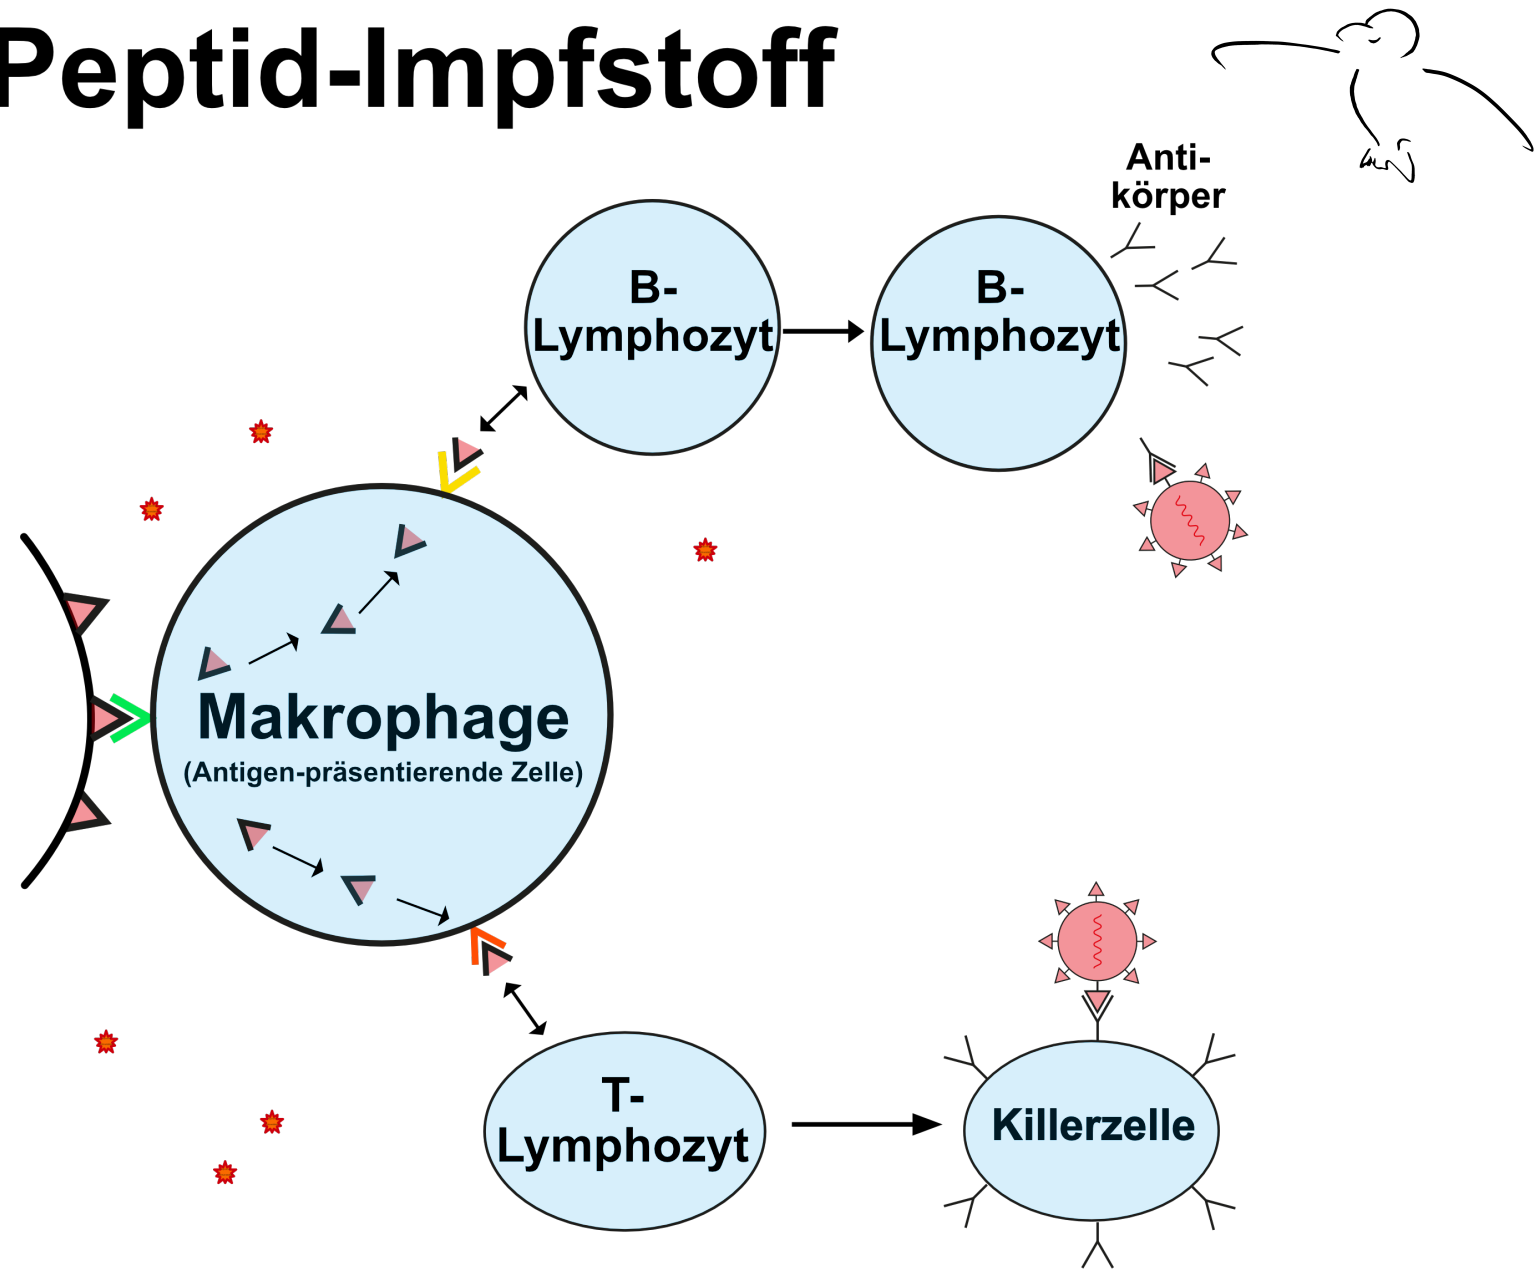 Peptid-Impfstoff
Anti-
körper
B-
Lymphozyt
B-
Lymphozyt
Makrophage
(Antigen-präsentierende Zelle)
T-
Lymphozyt
Killerzelle